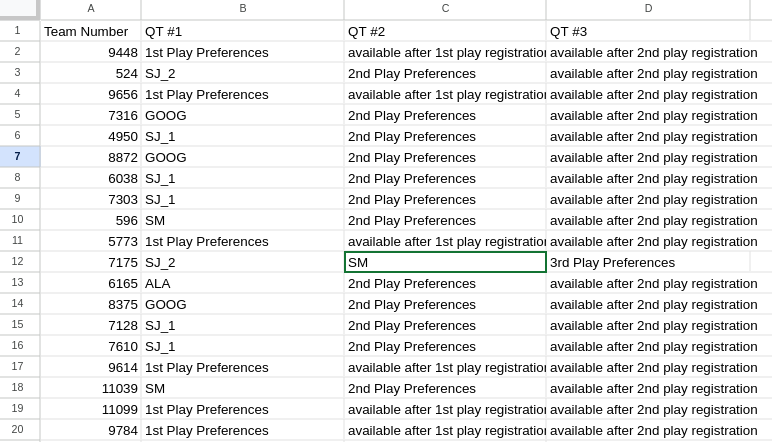 A B C D
1 Team Number QT #1 QT #2 QT #3
2 9448 1st Play Preferences available after 1st play registration available after 2nd play registration
3 524 SJ_2 2nd Play Preferences available after 2nd play registration
4 9656 1st Play Preferences available after 1st play registration available after 2nd play registration
5 7316 GOOG 2nd Play Preferences available after 2nd play registration
6 4950 SJ_1 2nd Play Preferences available after 2nd play registration
7 8872 GOOG 2nd Play Preferences available after 2nd play registration
8 6038 SJ_1 2nd Play Preferences available after 2nd play registration
9 7303 SJ_1 2nd Play Preferences available after 2nd play registration
10 596 SM 2nd Play Preferences available after 2nd play registration
11 5773 1st Play Preferences available after 1st play registration available after 2nd play registration
12 7175 SJ_2 SM 3rd Play Preferences
13 6165 ALA 2nd Play Preferences available after 2nd play registration
14 8375 GOOG 2nd Play Preferences available after 2nd play registration
15 7128 SJ_1 2nd Play Preferences available after 2nd play registration
16 7610 SJ_1 2nd Play Preferences available after 2nd play registration
17 9614 1st Play Preferences available after 1st play registration available after 2nd play registration
18 11039 SM 2nd Play Preferences available after 2nd play registration
19 11099 1st Play Preferences available after 1st play registration available after 2nd play registration
20 9784 1st Play Preferences available after 1st play registration available after 2nd play registration